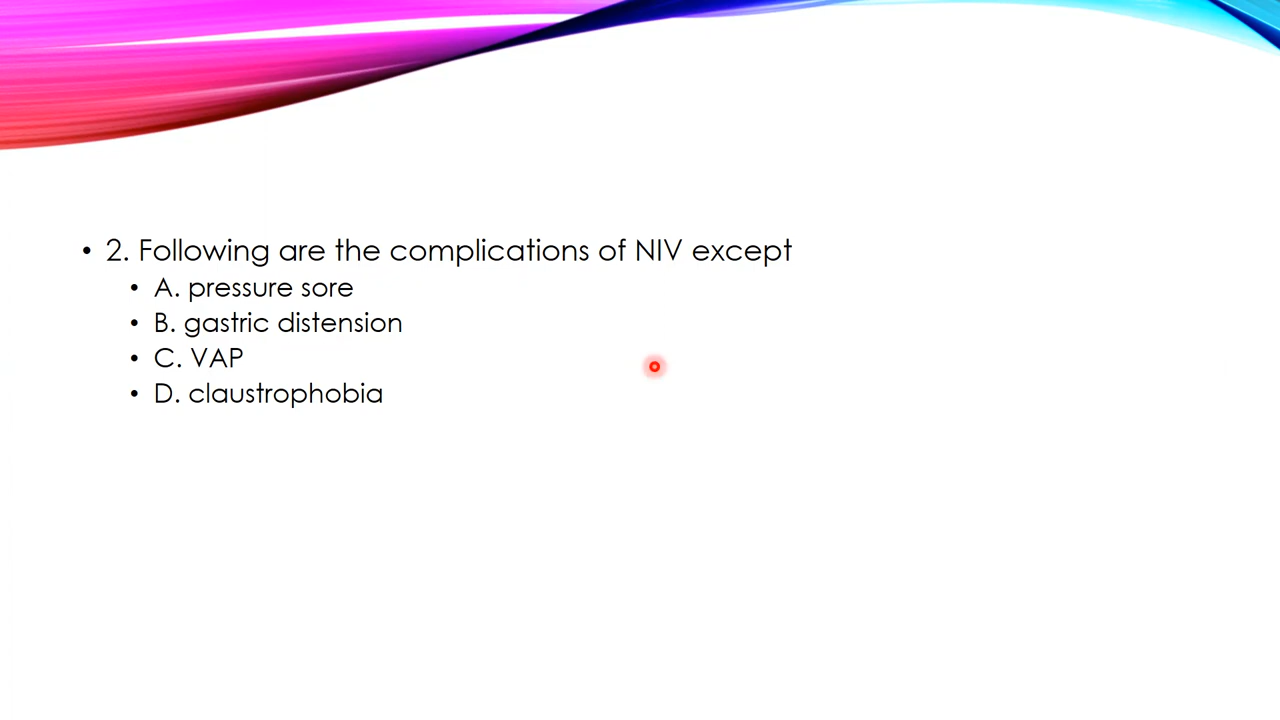 • 2. Following are the complications of NIV except
• A. pressure sore
• B. gastric distension
• C. VAP
• D. claustrophobia